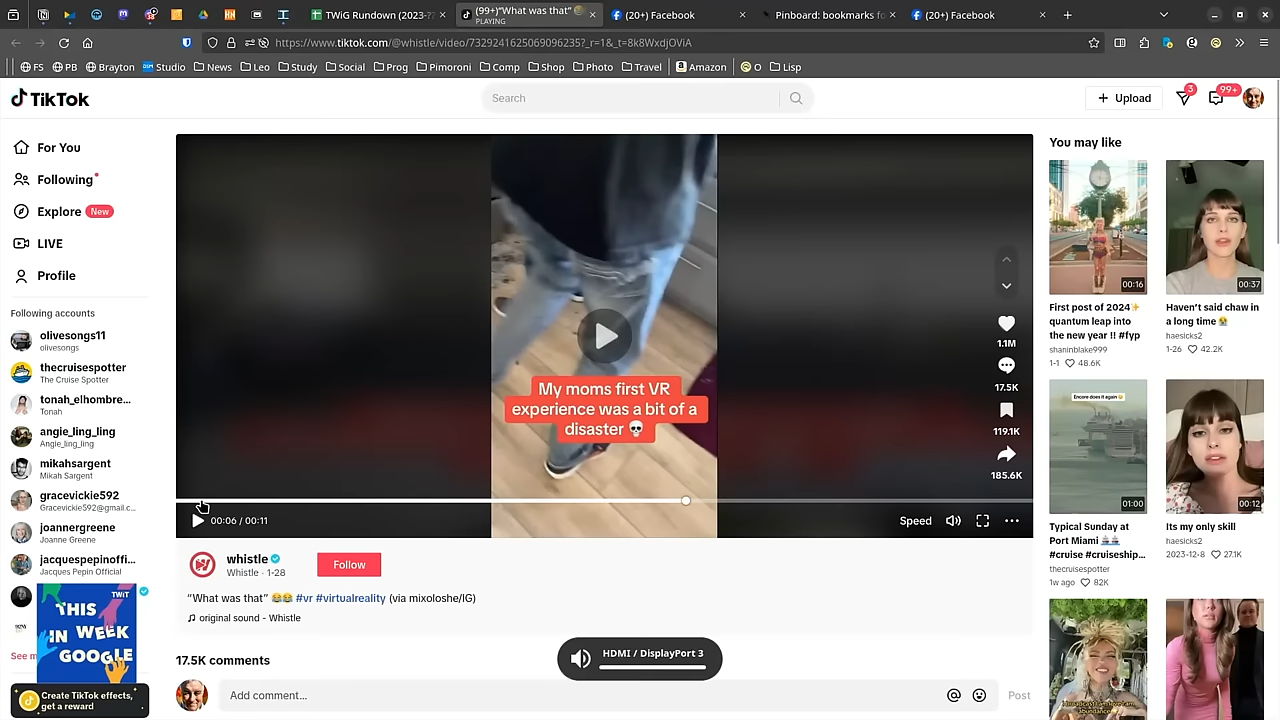 TWiG Rundown (2023-??
(99+)"What was that"
PLAYING
(20+) Facebook
Pinboard: bookmarks fo
(20+) Facebook
https://www.tiktok.com/@whistle/video/7329241625069096235?_r=1&_t=8k8WxdjOViA
FS
PB
Brayton
Studio
News
Leo
Study
Social
Prog
Pimoroni
Comp
Shop
Photo
Travel
Amazon
O
Lisp
TikTok
Search
Upload
3
99+
For You
Following
Explore New
LIVE
Profile
Following accounts
olivesongs11
olivesongs
thecruisespotter
The Cruise Spotter
tonah_elhombre...
Tonah
angie_ling_ling
Angie_ling_ling
mikahsargent
Mikah Sargent
gracevickie592
Gracevickie592@gmail.c...
joannergreene
Joanne Greene
jacquespepinoffi...
Jacques Pepin Official
See m
TWiT
THIS
IN WEEK
GOOGLE
Create TikTok effects,
get a reward
My moms first VR
experience was a bit of a
disaster 💀
1.1M
17.5K
119.1K
185.6K
00:06 / 00:11
Speed
whistle
Whistle · 1-28
Follow
“What was that” 😂😂 #vr #virtualreality (via mixoloshe/IG)
original sound - Whistle
HDMI / DisplayPort 3
17.5K comments
Add comment...
Post
You may like
00:16
First post of 2024✨
quantum leap into
the new year !! #fyp
shaninblake999
1-1 48.6K
00:37
Haven’t said chaw in
a long time 😭
haesicks2
1-26 42.2K
Encore does it again
01:00
Typical Sunday at
Port Miami 🚢🚢
#cruise #cruiseship...
thecruisespotter
1w ago 82K
00:12
Its my only skill
haesicks2
2023-12-8 27.1K